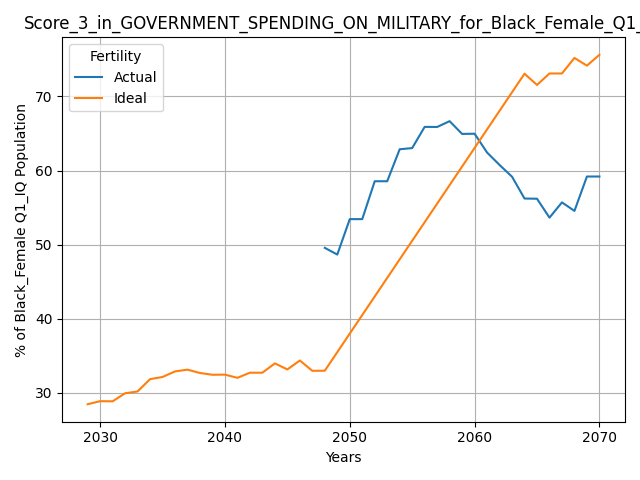 Score_3_in_GOVERNMENT_SPENDING_ON_MILITARY_for_Black_Female_Q1_
Fertility
Actual
Ideal
% of Black_Female Q1_IQ Population
70
60
50
40
30
2030 2040 2050 2060 2070
Years